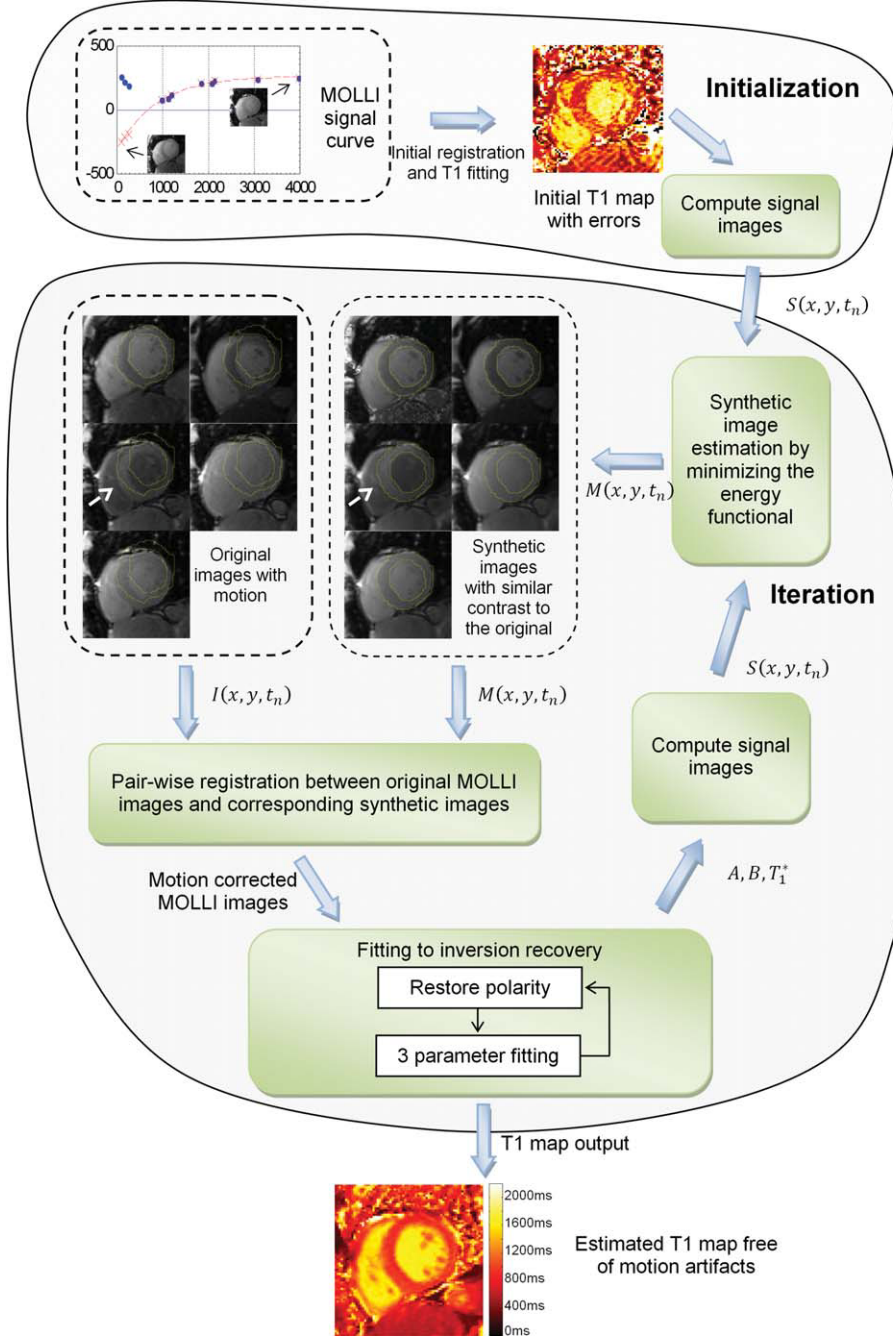 500
0
-500
0
1000
2000
3000
4000
MOLLI
signal
curve
Initial registration
and T1 fitting
Initial T1 map
with errors
Initialization
Compute signal
images
S(x, y, t_n)
Synthetic
image
estimation by
minimizing the
energy
functional
M(x, y, t_n)
Original
images with
motion
Synthetic
images
with similar
contrast to
the original
Iteration
I(x, y, t_n)
M(x, y, t_n)
S(x, y, t_n)
Compute signal
images
Pair-wise registration between original MOLLI
images and corresponding synthetic images
A, B, T_1^*
Motion corrected
MOLLI images
Fitting to inversion recovery
Restore polarity
3 parameter fitting
T1 map output
2000ms
1600ms
1200ms
800ms
400ms
0ms
Estimated T1 map free
of motion artifacts